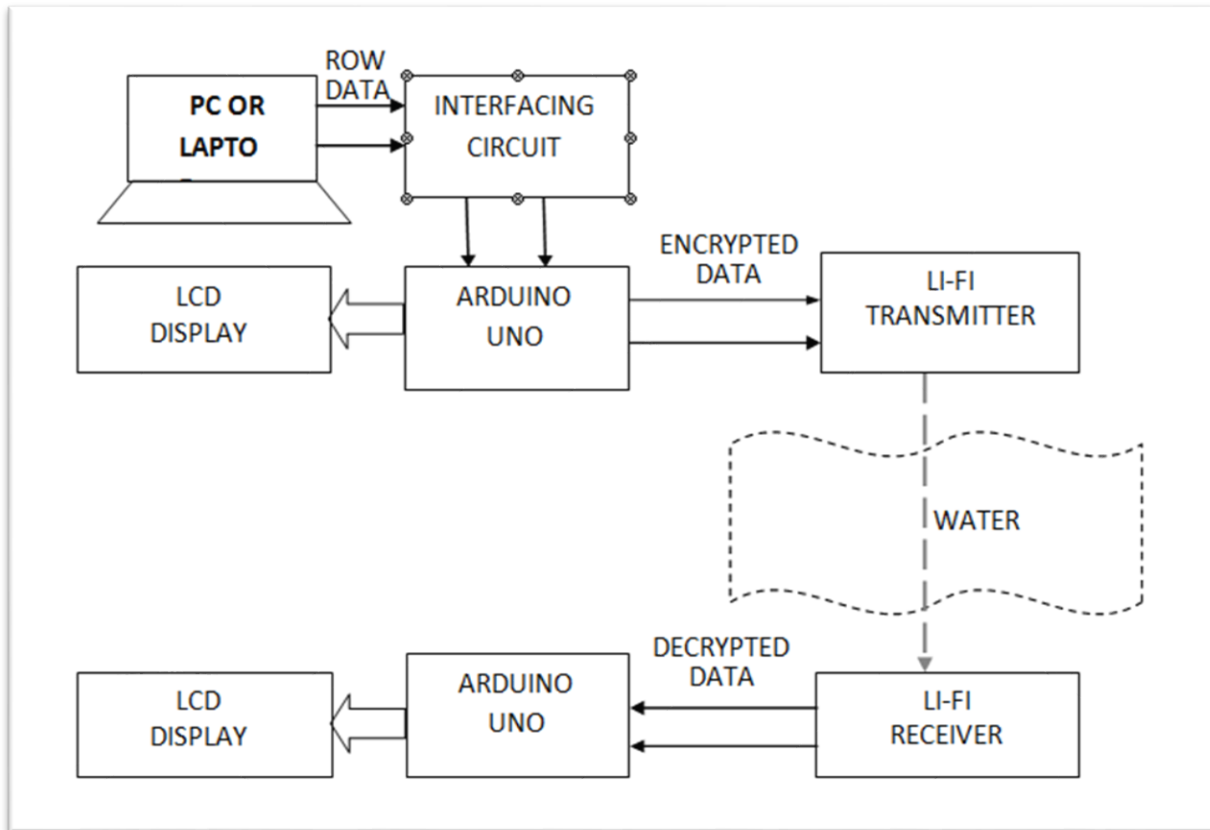 ROW
DATA
PC OR
LAPTO
INTERFACING
CIRCUIT
ENCRYPTED
DATA
LI-FI
TRANSMITTER
LCD
DISPLAY
ARDUINO
UNO
WATER
DECRYPTED
DATA
LCD
DISPLAY
ARDUINO
UNO
LI-FI
RECEIVER